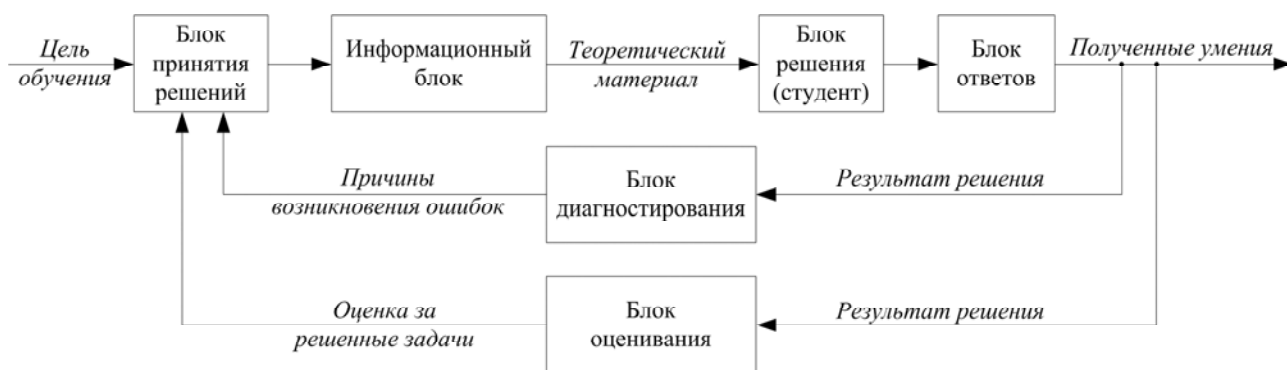 Цель
обучения
Блок
принятия
решений
Информационный
блок
Теоретический
материал
Блок
решения
(студент)
Блок
ответов
Полученные умения
Причины
возникновения ошибок
Блок
диагностирования
Результат решения
Оценка за
решенные задачи
Блок
оценивания
Результат решения